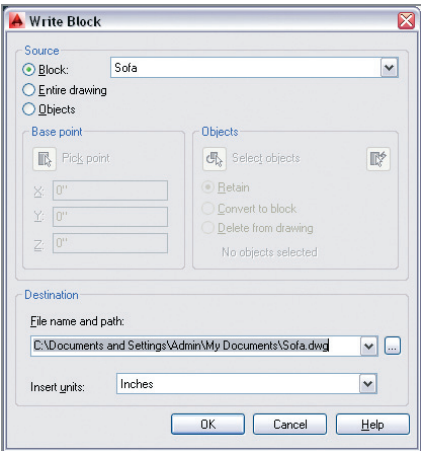 Write Block
Source
Block: Sofa
Entire drawing
Objects
Base point
Pick point
X: 0"
Y: 0"
Z: 0"
Objects
Select objects
Retain
Convert to block
Delete from drawing
No objects selected
Destination
File name and path:
C:\Documents and Settings\Admin\My Documents\Sofa.dwg
...
Insert units: Inches
OK Cancel Help